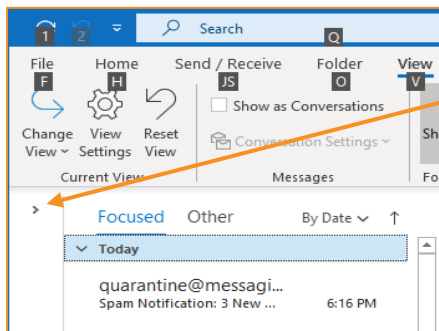 1 2 Search Q
File Home Send / Receive Folder View
F H JS O V
Show as Conversations
Change View Reset Conversation Settings Sh
View Settings View
Current View Messages Fo
Focused Other By Date
Today
quarantine@messagi...
Spam Notification: 3 New ... 6:16 PM